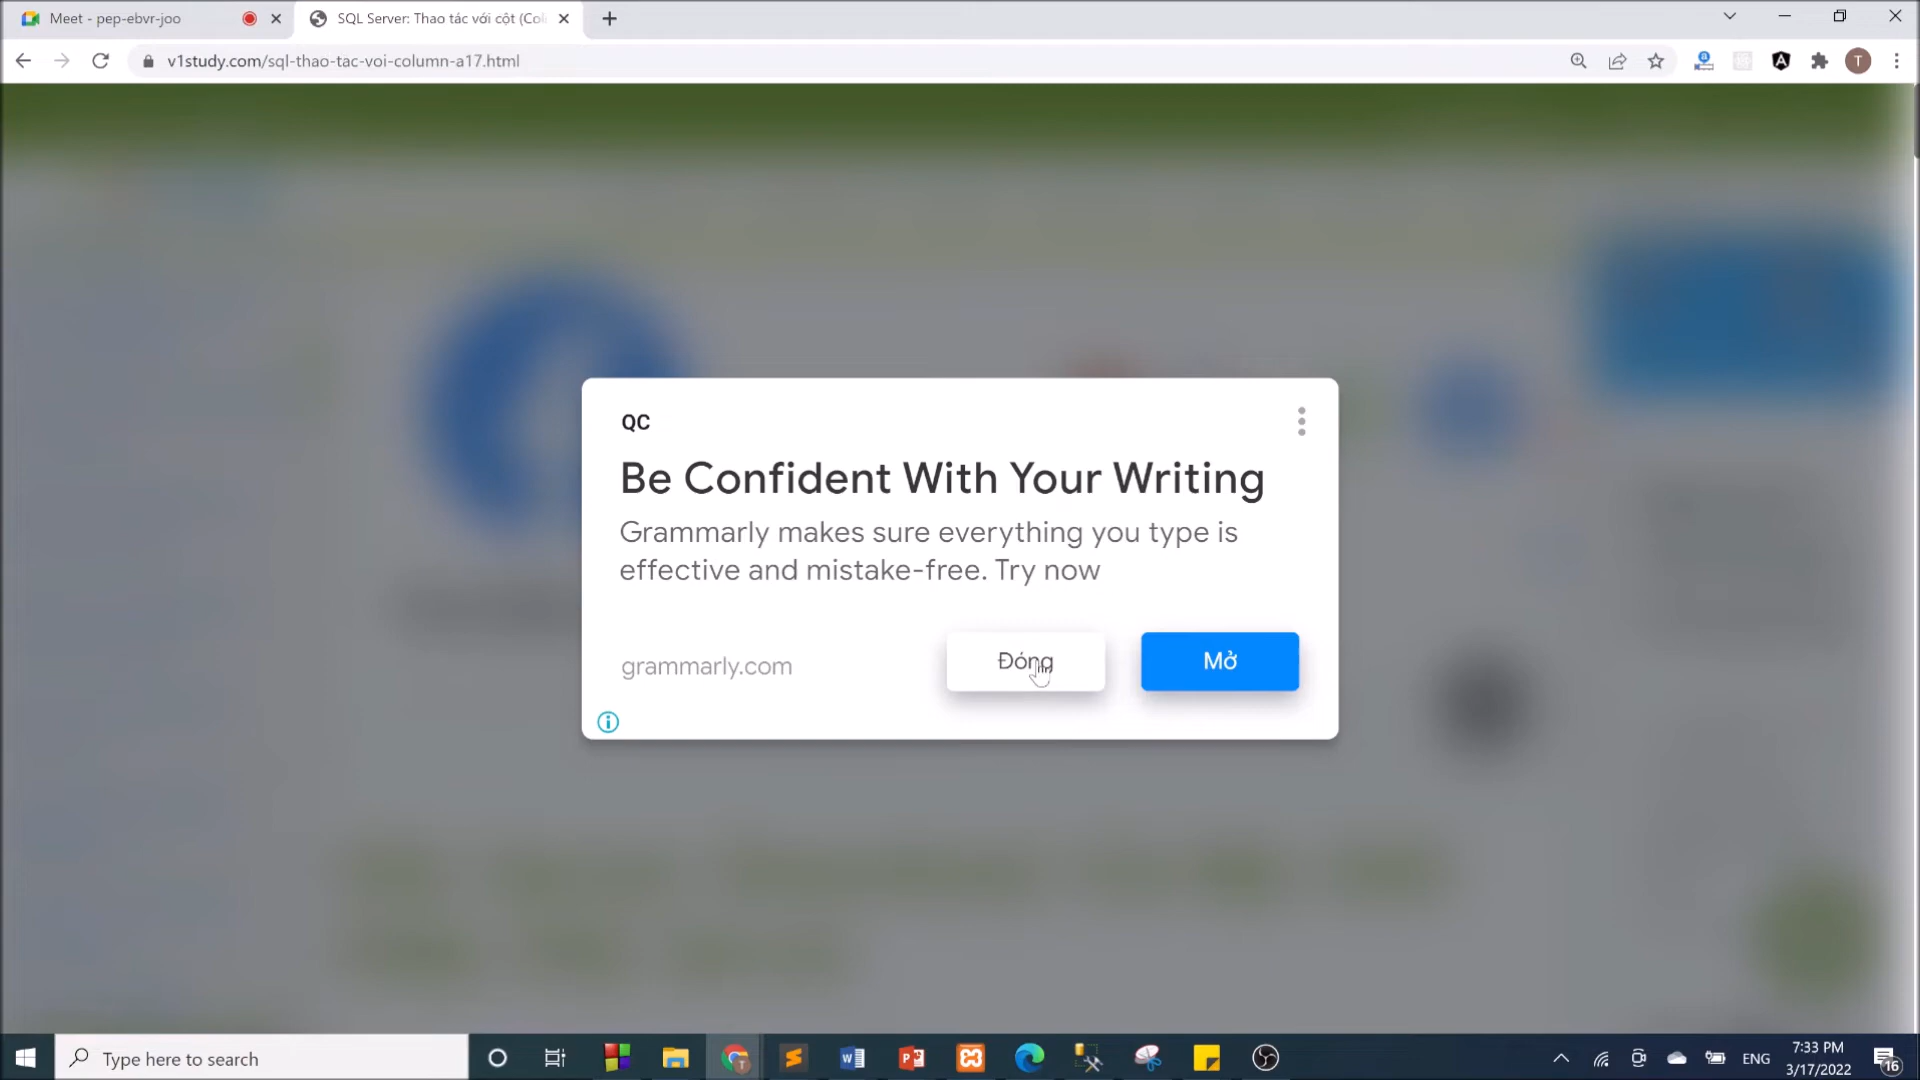 Meet - pep-ebvr-joo
SQL Server: Thao tác với cột (Col
v1study.com/sql-thao-tac-voi-column-a17.html
T
QC
Be Confident With Your Writing
Grammarly makes sure everything you type is
effective and mistake-free. Try now
grammarly.com
Đóng
Mở
Type here to search
ENG
7:33 PM
3/17/2022
16